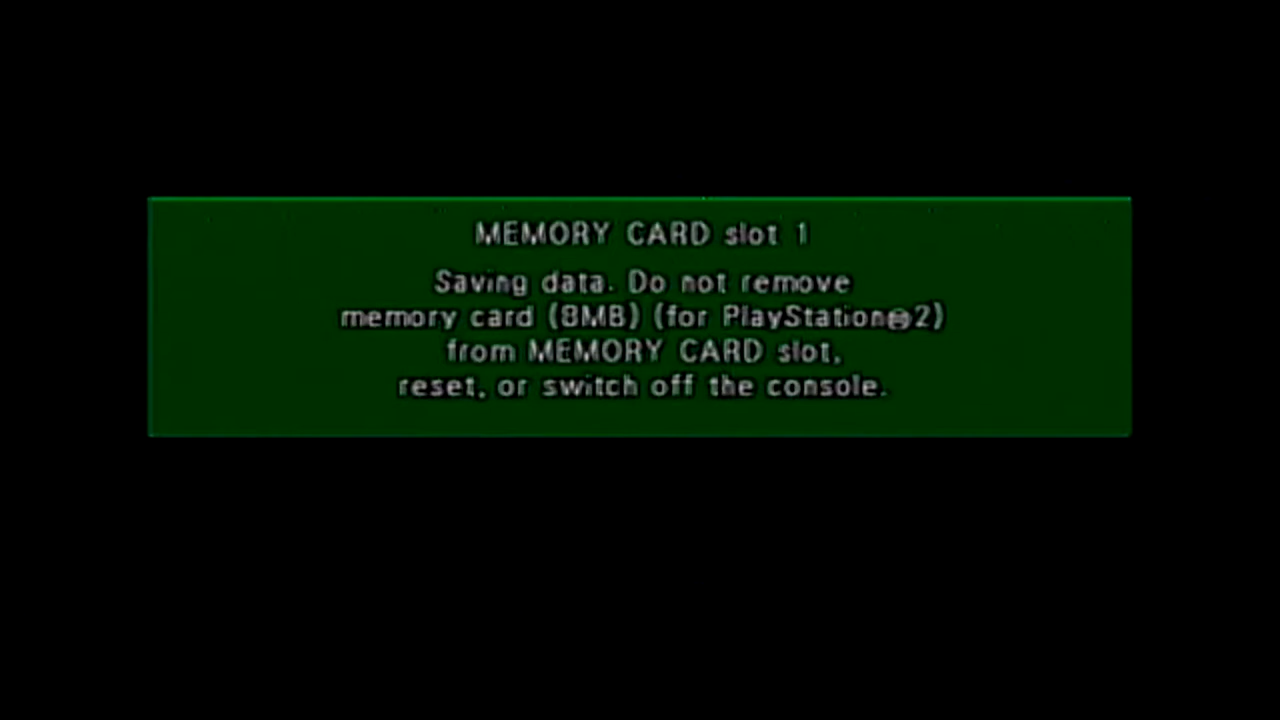 MEMORY CARD slot 1
Saving data. Do not remove
memory card (8MB) (for PlayStation®2)
from MEMORY CARD slot,
reset, or switch off the console.